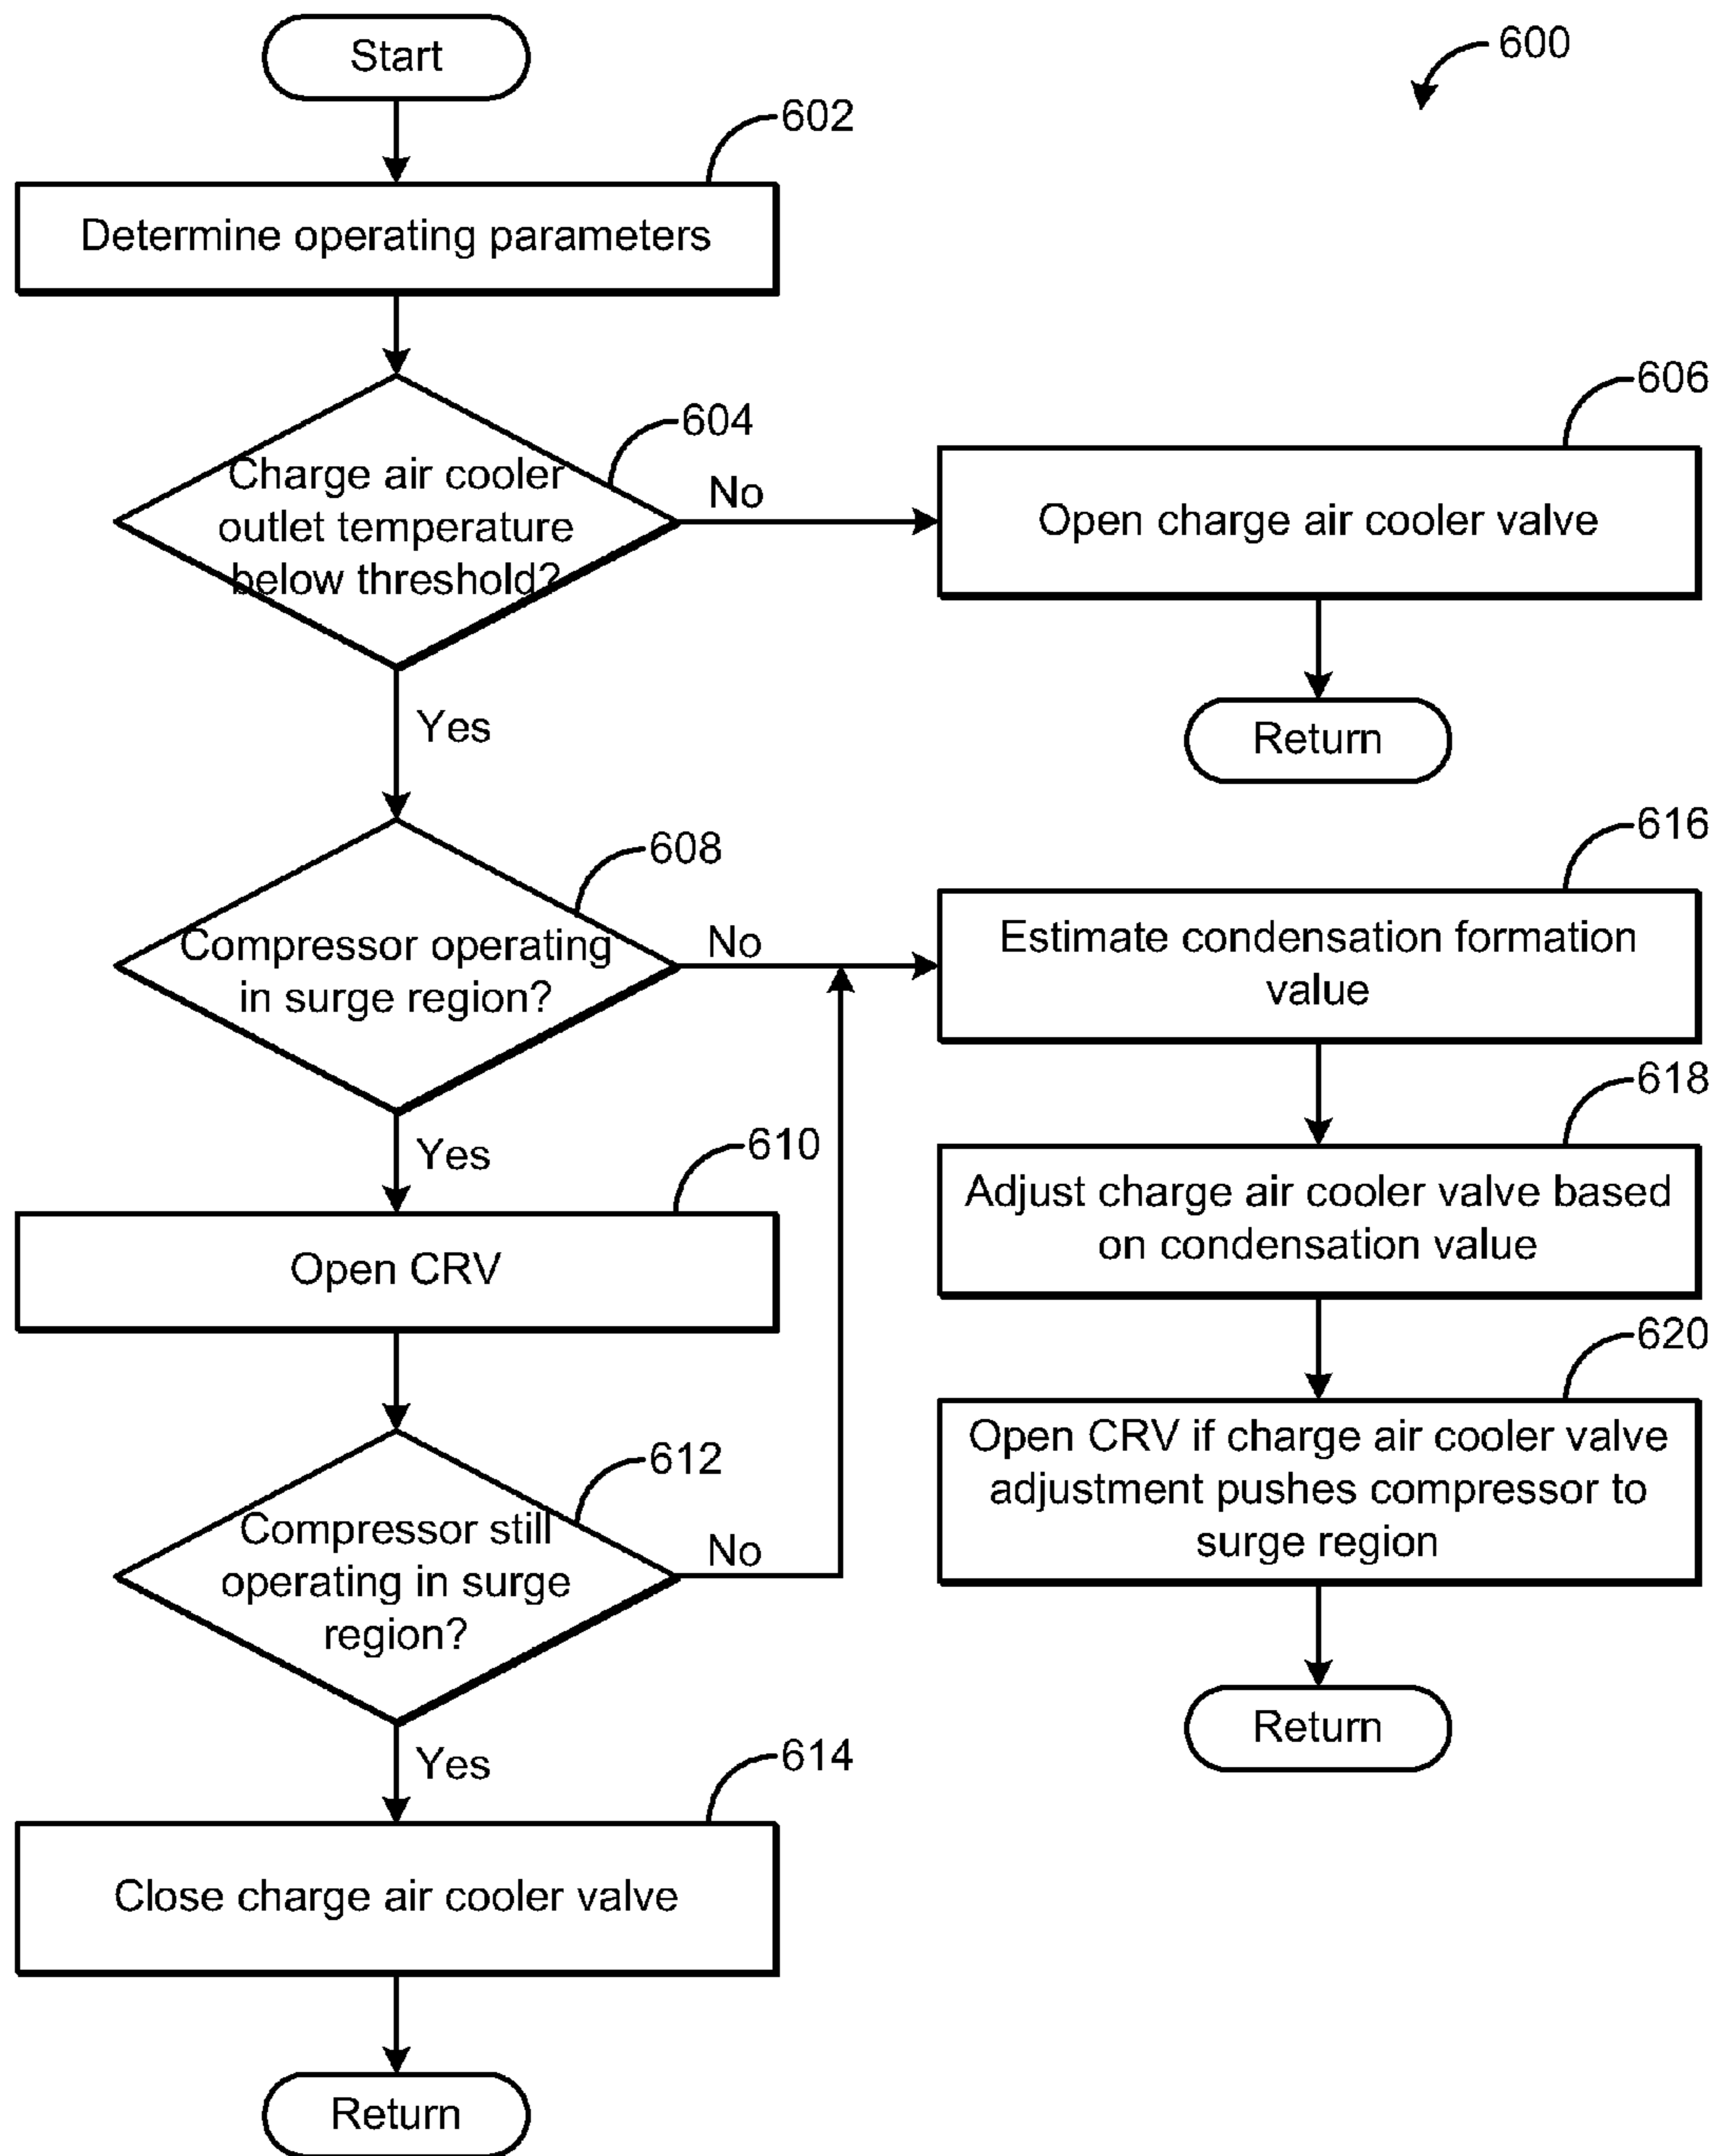 Start
600
602
Determine operating parameters
604
Charge air cooler
outlet temperature
below threshold?
No
606
Open charge air cooler valve
Return
Yes
608
Compressor operating
in surge region?
No
616
Estimate condensation formation
value
618
Adjust charge air cooler valve based
on condensation value
620
Open CRV if charge air cooler valve
adjustment pushes compressor to
surge region
Return
Yes
610
Open CRV
612
Compressor still
operating in surge
region?
No
Yes
614
Close charge air cooler valve
Return